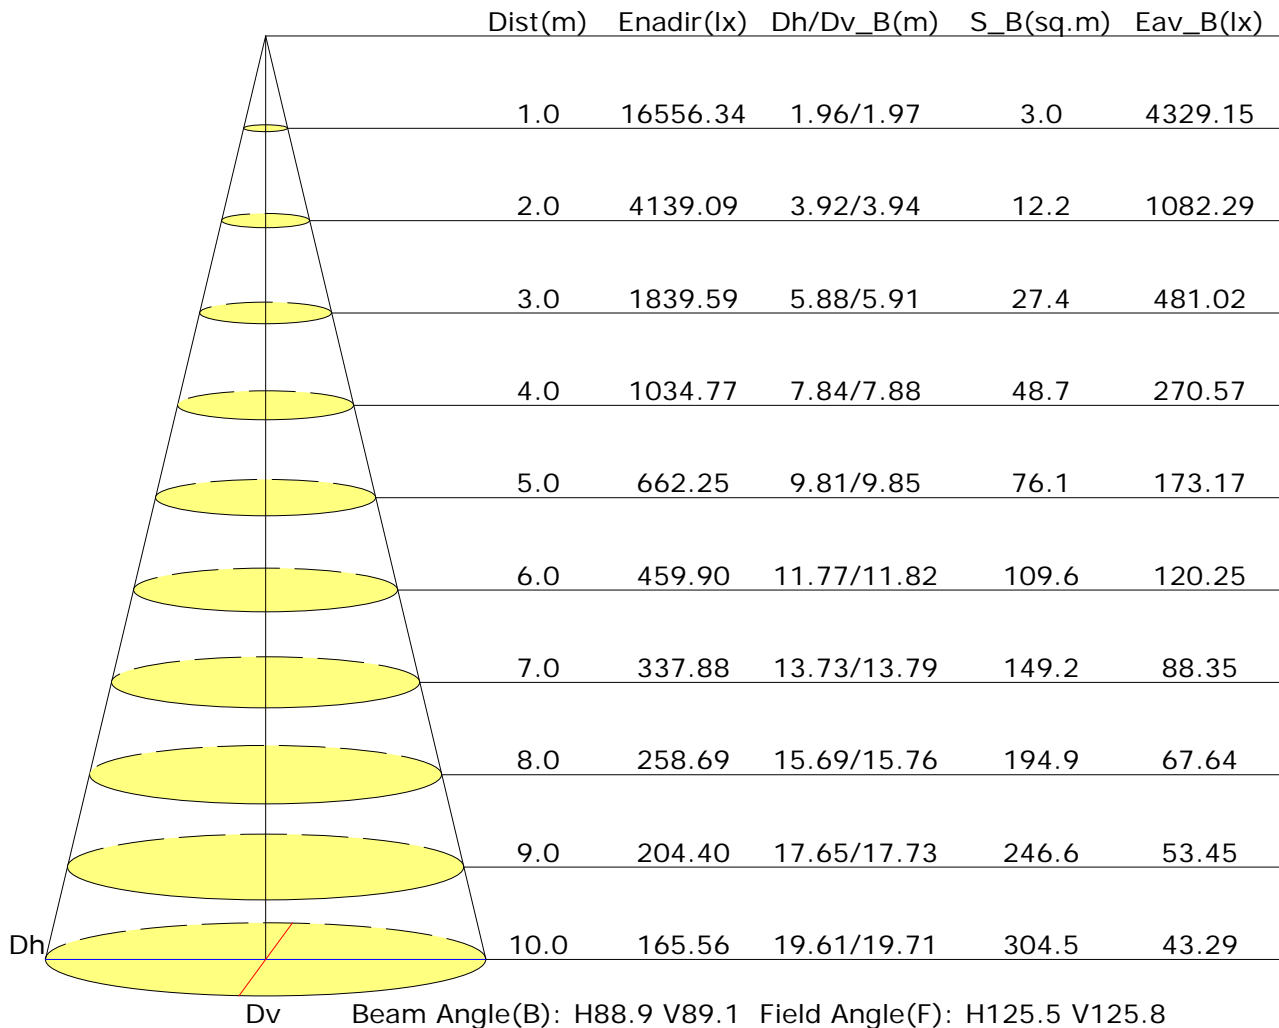 Dist(m) Enadir(lx) Dh/Dv_B(m) S_B(sq.m) Eav_B(lx)
1.0 16556.34 1.96/1.97 3.0 4329.15
2.0 4139.09 3.92/3.94 12.2 1082.29
3.0 1839.59 5.88/5.91 27.4 481.02
4.0 1034.77 7.84/7.88 48.7 270.57
5.0 662.25 9.81/9.85 76.1 173.17
6.0 459.90 11.77/11.82 109.6 120.25
7.0 337.88 13.73/13.79 149.2 88.35
8.0 258.69 15.69/15.76 194.9 67.64
9.0 204.40 17.65/17.73 246.6 53.45
Dh 10.0 165.56 19.61/19.71 304.5 43.29
Dv Beam Angle(B): H88.9 V89.1 Field Angle(F): H125.5 V125.8